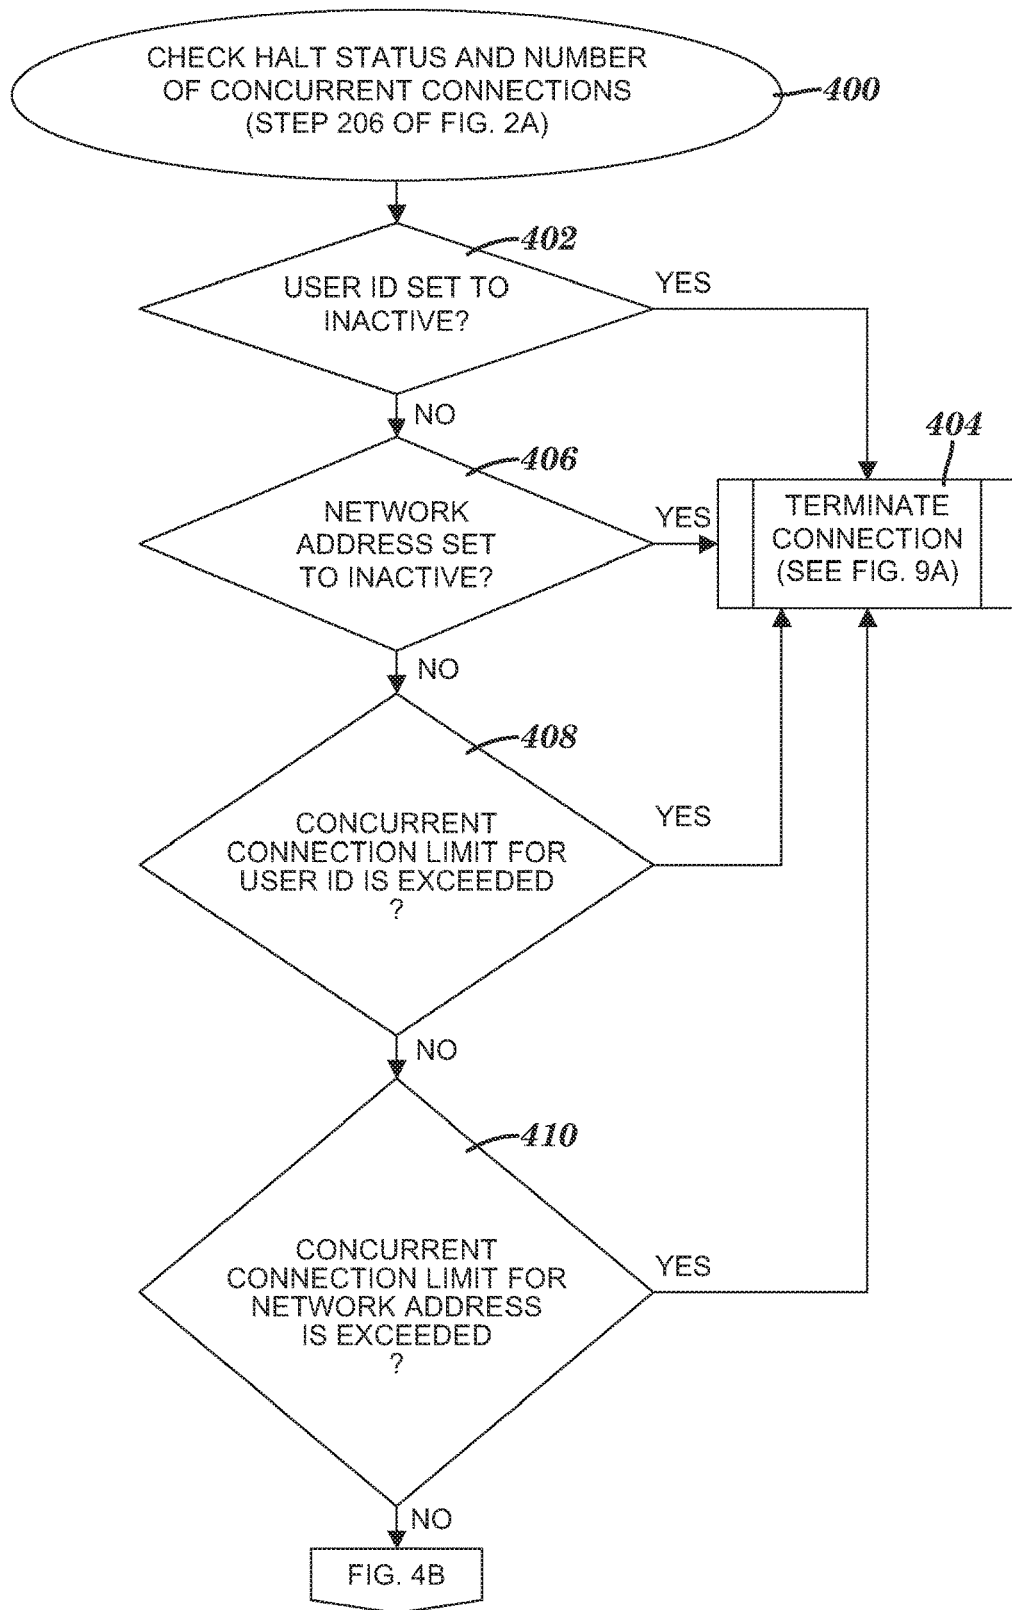 CHECK HALT STATUS AND NUMBER
OF CONCURRENT CONNECTIONS
(STEP 206 OF FIG. 2A)
400
402
USER ID SET TO
INACTIVE?
YES
NO
404
TERMINATE
CONNECTION
(SEE FIG. 9A)
406
NETWORK
ADDRESS SET
TO INACTIVE?
YES
NO
408
CONCURRENT
CONNECTION LIMIT FOR
USER ID IS EXCEEDED
?
YES
NO
410
CONCURRENT
CONNECTION LIMIT FOR
NETWORK ADDRESS
IS EXCEEDED
?
YES
NO
FIG. 4B